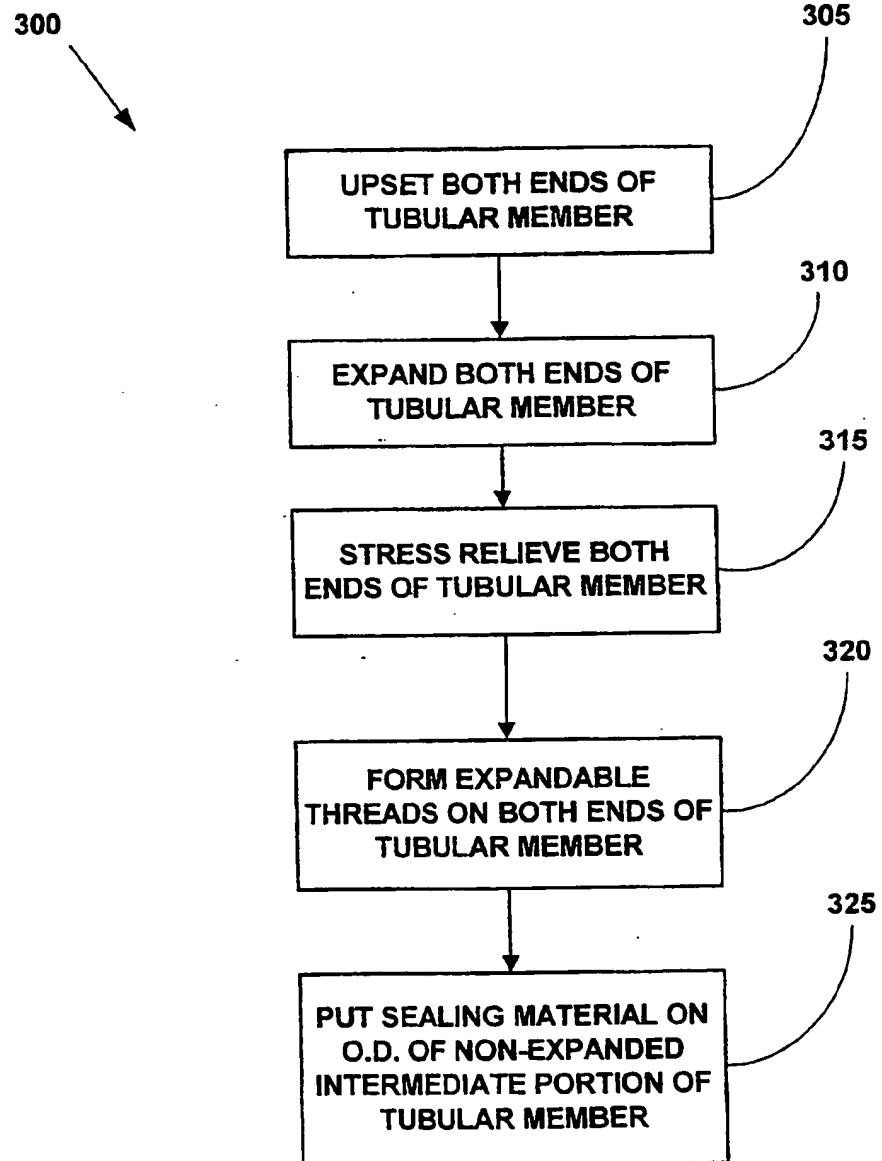 300
305
UPSET BOTH ENDS OF
TUBULAR MEMBER
310
EXPAND BOTH ENDS OF
TUBULAR MEMBER
315
STRESS RELIEVE BOTH
ENDS OF TUBULAR MEMBER
320
FORM EXPANDABLE
THREADS ON BOTH ENDS OF
TUBULAR MEMBER
325
PUT SEALING MATERIAL ON
O.D. OF NON-EXPANDED
INTERMEDIATE PORTION OF
TUBULAR MEMBER